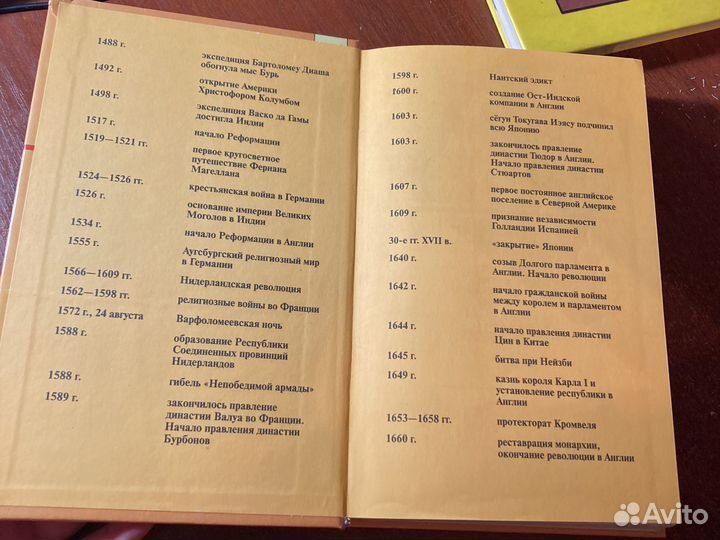 1488 г. экспедиция Бартоломеу Диаша
обогнула мыс Бурь
1492 г. открытие Америки
Христофором Колумбом
1498 г. экспедиция Васко да Гамы
достигла Индии
1517 г. начало Реформации
1519—1521 гг. первое кругосветное
путешествие Фернана
Магеллана
1524—1526 гг. крестьянская война в Германии
1526 г. основание империи Великих
Моголов в Индии
1534 г. начало Реформации в Англии
1555 г. Аугсбургский религиозный мир
в Германии
1566—1609 гг. Нидерландская революция
1562—1598 гг. религиозные войны во Франции
1572 г., 24 августа Варфоломеевская ночь
1588 г. образование Республики
Соединенных провинций
Нидерландов
1588 г. гибель «Непобедимой армады»
1589 г. закончилось правление
династии Валуа во Франции.
Начало правления династии
Бурбонов
1598 г. Нантский эдикт
1600 г. создание Ост-Индской
компании в Англии
1603 г. сёгун Токугава Иэясу подчинил
всю Японию
1603 г. закончилось правление
династии Тюдор в Англии.
Начало правления династии
Стюартов
1607 г. первое постоянное английское
поселение в Северной Америке
1609 г. признание независимости
Голландии Испанией
30-е гг. XVII в. «закрытие» Японии
1640 г. созыв Долгого парламента в
Англии. Начало революции
1642 г. начало гражданской войны
между королем и парламентом
в Англии
1644 г. начало правления династии
Цин в Китае
1645 г. битва при Нейзби
1649 г. казнь короля Карла I и
установление республики в
Англии
1653—1658 гг. протекторат Кромвеля
1660 г. реставрация монархии,
окончание революции в Англии
Avito